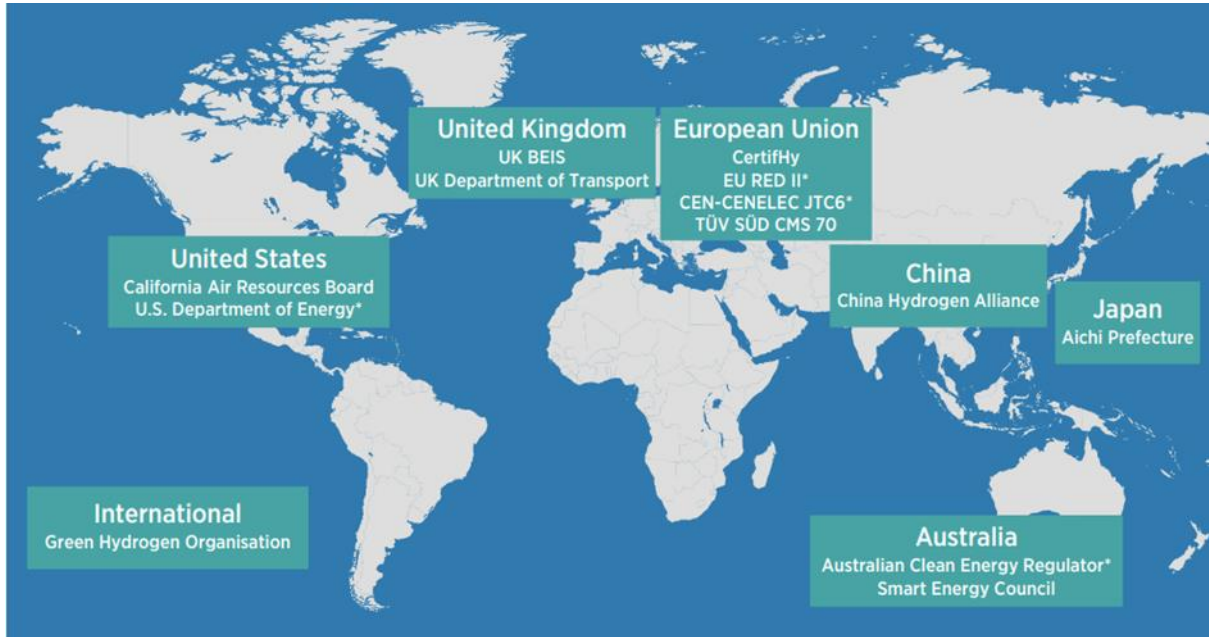 United Kingdom
UK BEIS
UK Department of Transport
European Union
CertifHy
EU RED II*
CEN-CENELEC JTC6*
TÜV SÜD CMS 70
United States
California Air Resources Board
U.S. Department of Energy*
China
China Hydrogen Alliance
Japan
Aichi Prefecture
International
Green Hydrogen Organisation
Australia
Australian Clean Energy Regulator*
Smart Energy Council